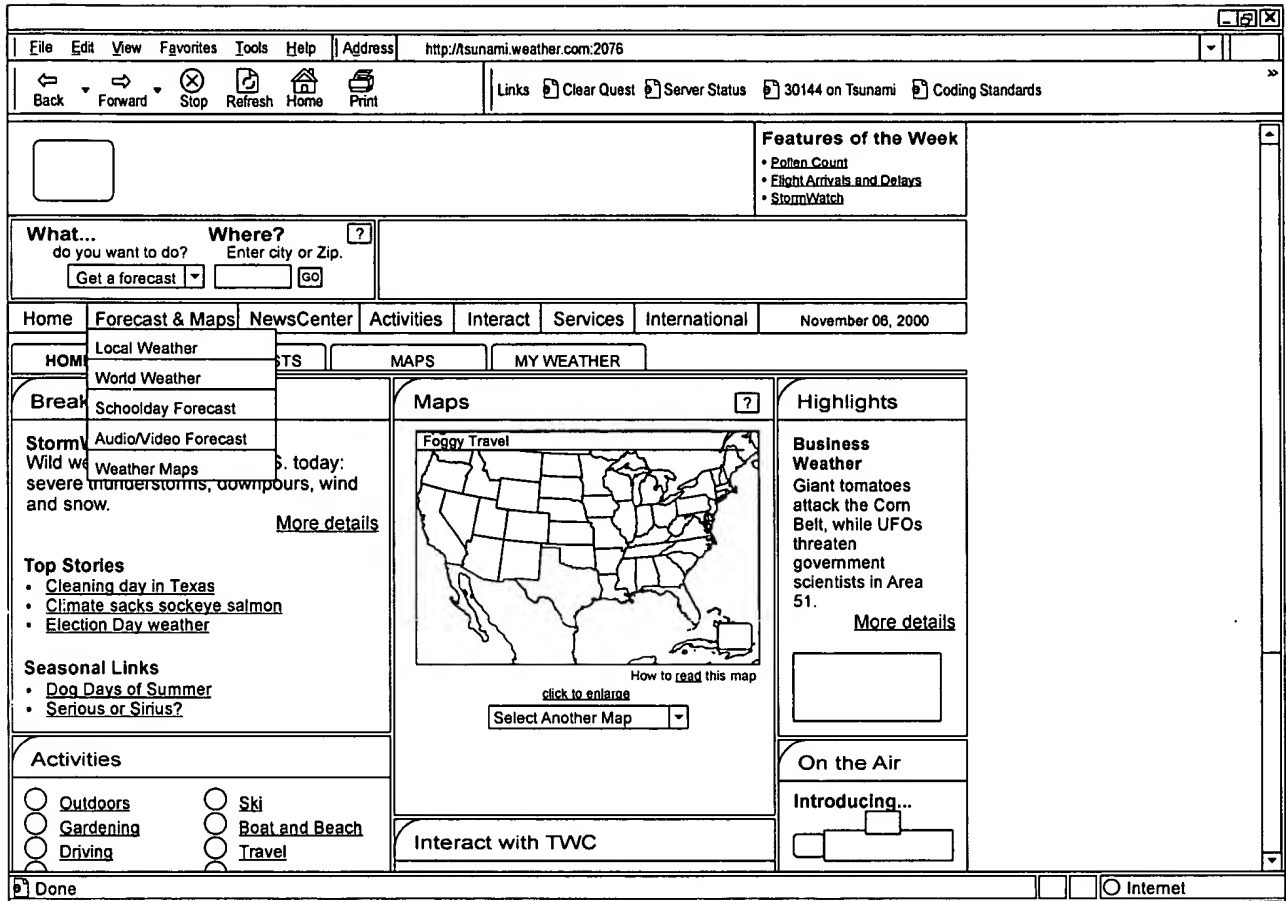 File Edit View Favorites Tools Help Address http://tsunami.weather.com:2076
Back Forward Stop Refresh Home Print Links Clear Quest Server Status 30144 on Tsunami Coding Standards »
Features of the Week
• Pollen Count
• Flight Arrivals and Delays
• StormWatch
What... Where? ?
do you want to do? Enter city or Zip.
Get a forecast GO
Home Forecast & Maps NewsCenter Activities Interact Services International November 06, 2000
Local Weather
World Weather
Schoolday Forecast
Audio/Video Forecast
Weather Maps
MAPS MY WEATHER
Wild S. today:
severe thunderstorms, downpours, wind
and snow.
More details
Top Stories
• Cleaning day in Texas
• Climate sacks sockeye salmon
• Election Day weather
Seasonal Links
• Dog Days of Summer
• Serious or Sirius?
Activities
Outdoors Ski
Gardening Boat and Beach
Driving Travel
Maps ?
Foggy Travel
How to read this map
click to enlarge
Select Another Map
Interact with TWC
Highlights
Business
Weather
Giant tomatoes
attack the Corn
Belt, while UFOs
threaten
government
scientists in Area
51.
More details
On the Air
Introducing...
Done Internet